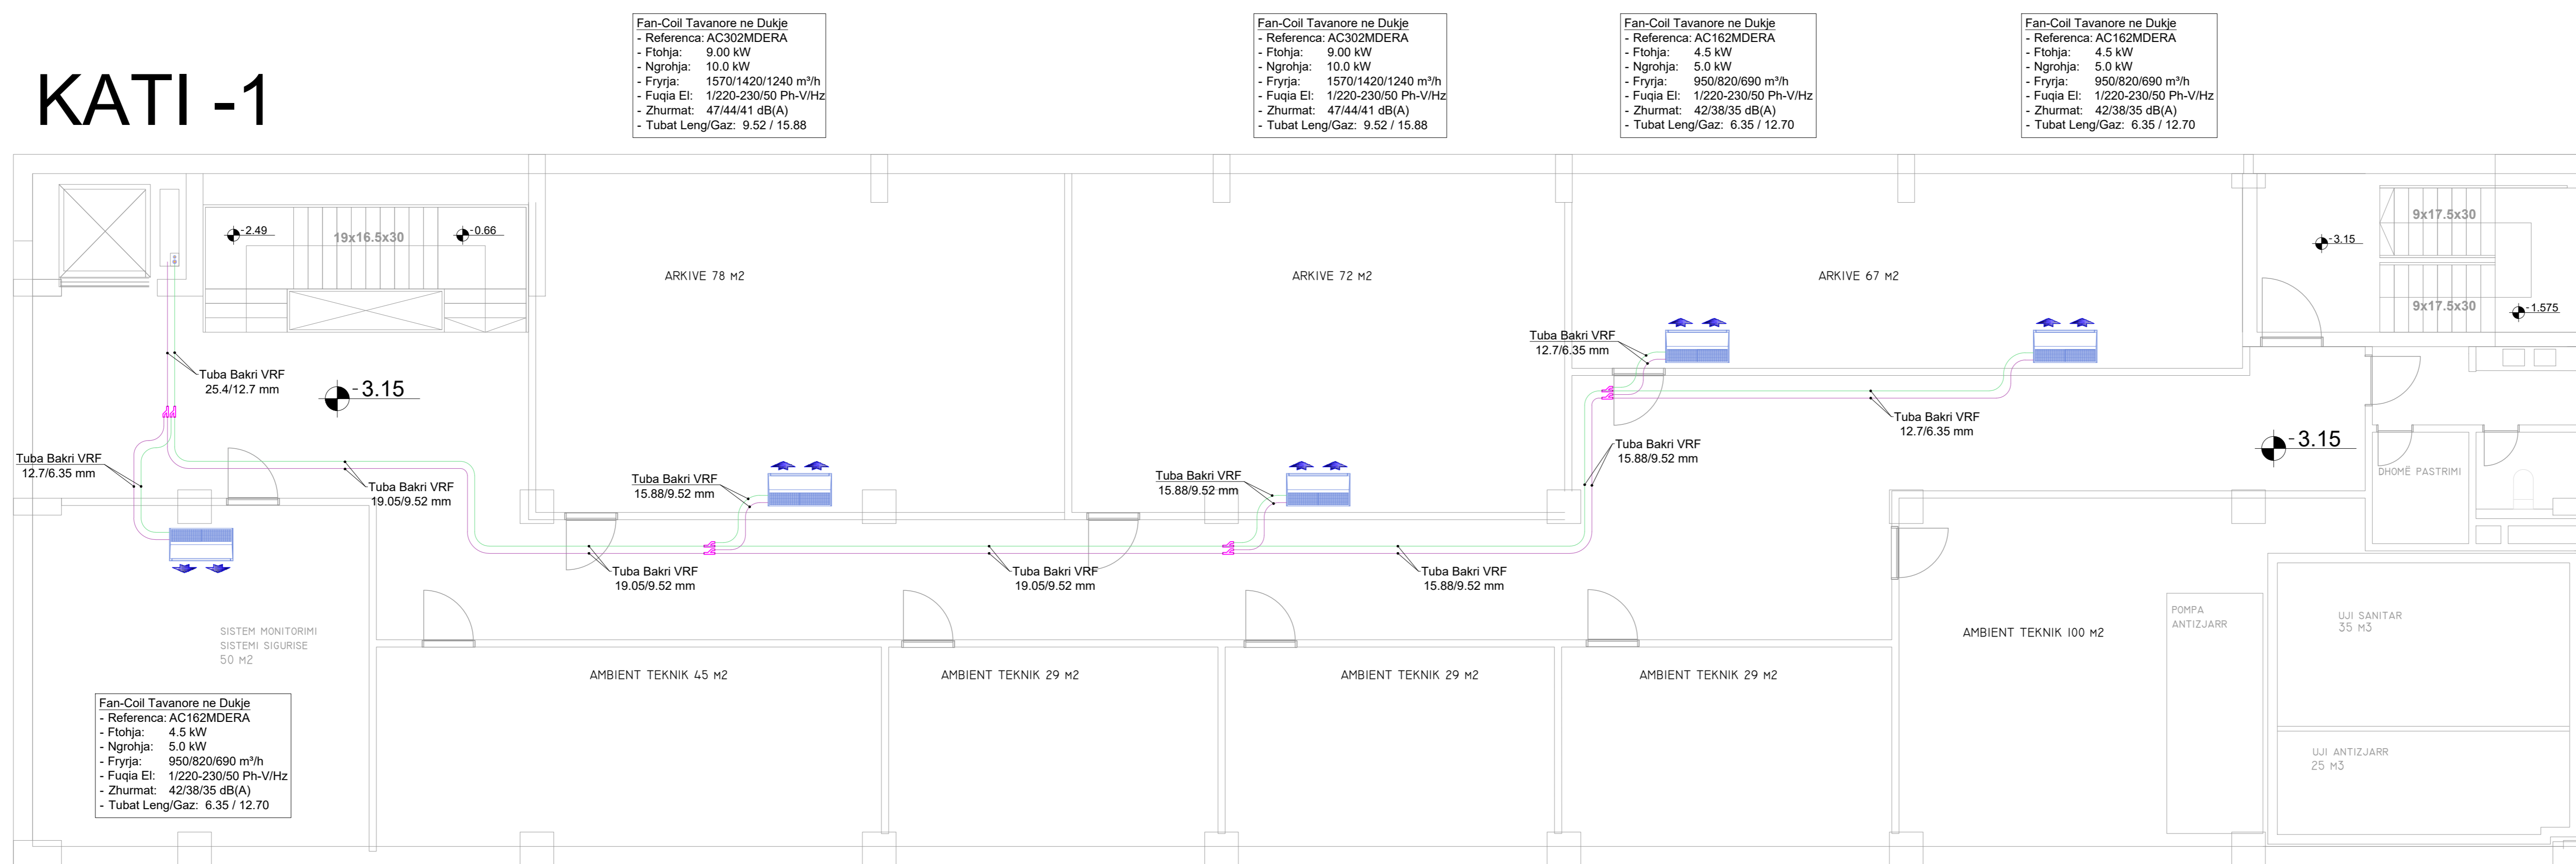 KATI -1
Fan-Coil Tavanore ne Dukje
- Referenca: AC302MDERA
- Ftohja: 9.00 kW
- Ngrohja: 10.0 kW
- Fryrja: 1570/1420/1240 m³/h
- Fuqia El: 1/220-230/50 Ph-V/Hz
- Zhurmat: 47/44/41 dB(A)
- Tubat Leng/Gaz: 9.52 / 15.88
Fan-Coil Tavanore ne Dukje
- Referenca: AC302MDERA
- Ftohja: 9.00 kW
- Ngrohja: 10.0 kW
- Fryrja: 1570/1420/1240 m³/h
- Fuqia El: 1/220-230/50 Ph-V/Hz
- Zhurmat: 47/44/41 dB(A)
- Tubat Leng/Gaz: 9.52 / 15.88
Fan-Coil Tavanore ne Dukje
- Referenca: AC162MDERA
- Ftohja: 4.5 kW
- Ngrohja: 5.0 kW
- Fryrja: 950/820/690 m³/h
- Fuqia El: 1/220-230/50 Ph-V/Hz
- Zhurmat: 42/38/35 dB(A)
- Tubat Leng/Gaz: 6.35 / 12.70
Fan-Coil Tavanore ne Dukje
- Referenca: AC162MDERA
- Ftohja: 4.5 kW
- Ngrohja: 5.0 kW
- Fryrja: 950/820/690 m³/h
- Fuqia El: 1/220-230/50 Ph-V/Hz
- Zhurmat: 42/38/35 dB(A)
- Tubat Leng/Gaz: 6.35 / 12.70
-2.49
19x16.5x30
-0.66
9x17.5x30
-3.15
ARKIVE 78 M2
ARKIVE 72 M2
ARKIVE 67 M2
9x17.5x30
-1.575
Tuba Bakri VRF
12.7/6.35 mm
Tuba Bakri VRF
25.4/12.7 mm
-3.15
Tuba Bakri VRF
12.7/6.35 mm
Tuba Bakri VRF
15.88/9.52 mm
-3.15
Tuba Bakri VRF
12.7/6.35 mm
Tuba Bakri VRF
19.05/9.52 mm
Tuba Bakri VRF
15.88/9.52 mm
Tuba Bakri VRF
15.88/9.52 mm
DHOMË PASTRIMI
Tuba Bakri VRF
19.05/9.52 mm
Tuba Bakri VRF
19.05/9.52 mm
Tuba Bakri VRF
15.88/9.52 mm
SISTEM MONITORIMI
SISTEMI SIGURISE
50 M2
POMPA
ANTIZJARR
UJI SANITAR
35 M3
AMBIENT TEKNIK 100 M2
AMBIENT TEKNIK 45 M2
AMBIENT TEKNIK 29 M2
AMBIENT TEKNIK 29 M2
AMBIENT TEKNIK 29 M2
UJI ANTIZJARR
25 M3
Fan-Coil Tavanore ne Dukje
- Referenca: AC162MDERA
- Ftohja: 4.5 kW
- Ngrohja: 5.0 kW
- Fryrja: 950/820/690 m³/h
- Fuqia El: 1/220-230/50 Ph-V/Hz
- Zhurmat: 42/38/35 dB(A)
- Tubat Leng/Gaz: 6.35 / 12.70